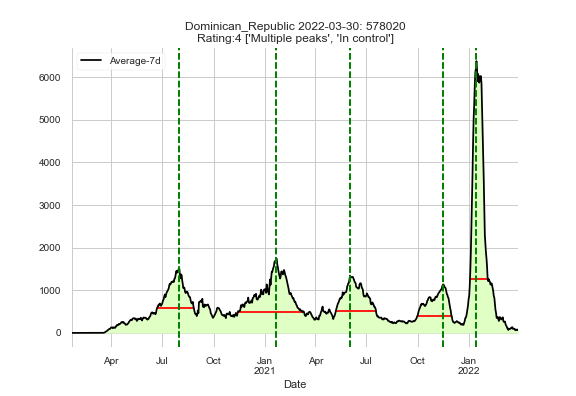 Dominican_Republic 2022-03-30: 578020
Rating:4 ['Multiple peaks', 'In control']
Average-7d
6000
5000
4000
3000
2000
1000
0
Apr Jul Oct Jan Apr Jul Oct Jan
2021 2022
Date